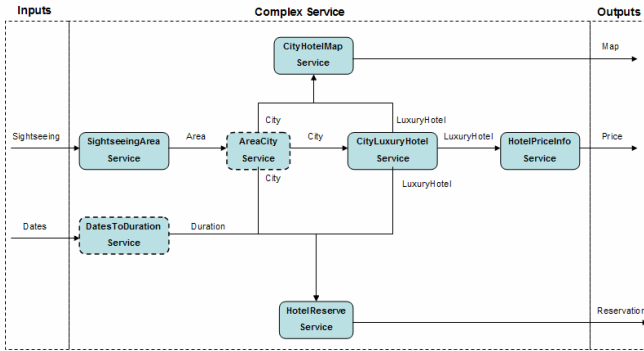 Inputs
Complex Service
Outputs
CityHotelMap
Service
Map
City
LuxuryHotel
Sightseeing
SightseeingArea
Service
Area
AreaCity
Service
City
CityLuxuryHotel
Service
LuxuryHotel
HotelPriceInfo
Service
Price
City
LuxuryHotel
Dates
DatesToDuration
Service
Duration
HotelReserve
Service
Reservation